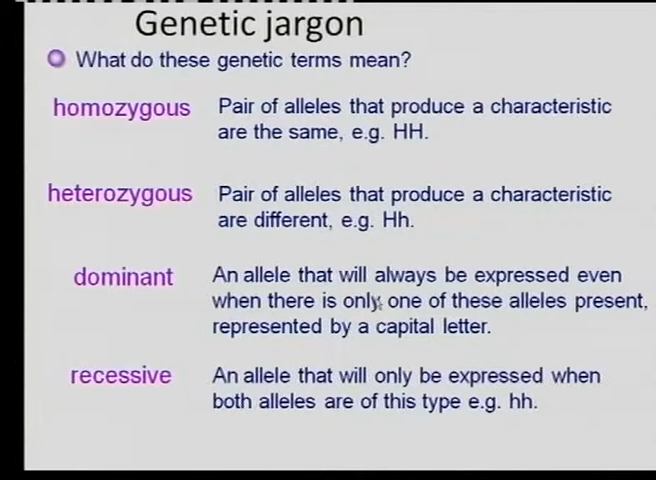 Genetic jargon
What do these genetic terms mean?
homozygous Pair of alleles that produce a characteristic
are the same, e.g. HH.
heterozygous Pair of alleles that produce a characteristic
are different, e.g. Hh.
dominant An allele that will always be expressed even
when there is only one of these alleles present,
represented by a capital letter.
recessive An allele that will only be expressed when
both alleles are of this type e.g. hh.